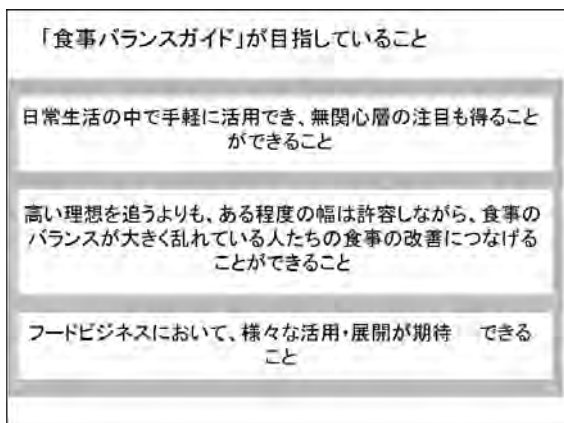 「食事バランスガイド」が目指していること
日常生活の中で手軽に活用でき、無関心層の注目も得ること
ができること
高い理想を追うよりも、ある程度の幅は許容しながら、食事の
バランスが大きく乱れている人たちの食事の改善につなげる
ことができること
フードビジネスにおいて、様々な活用・展開が期待　できる
こと